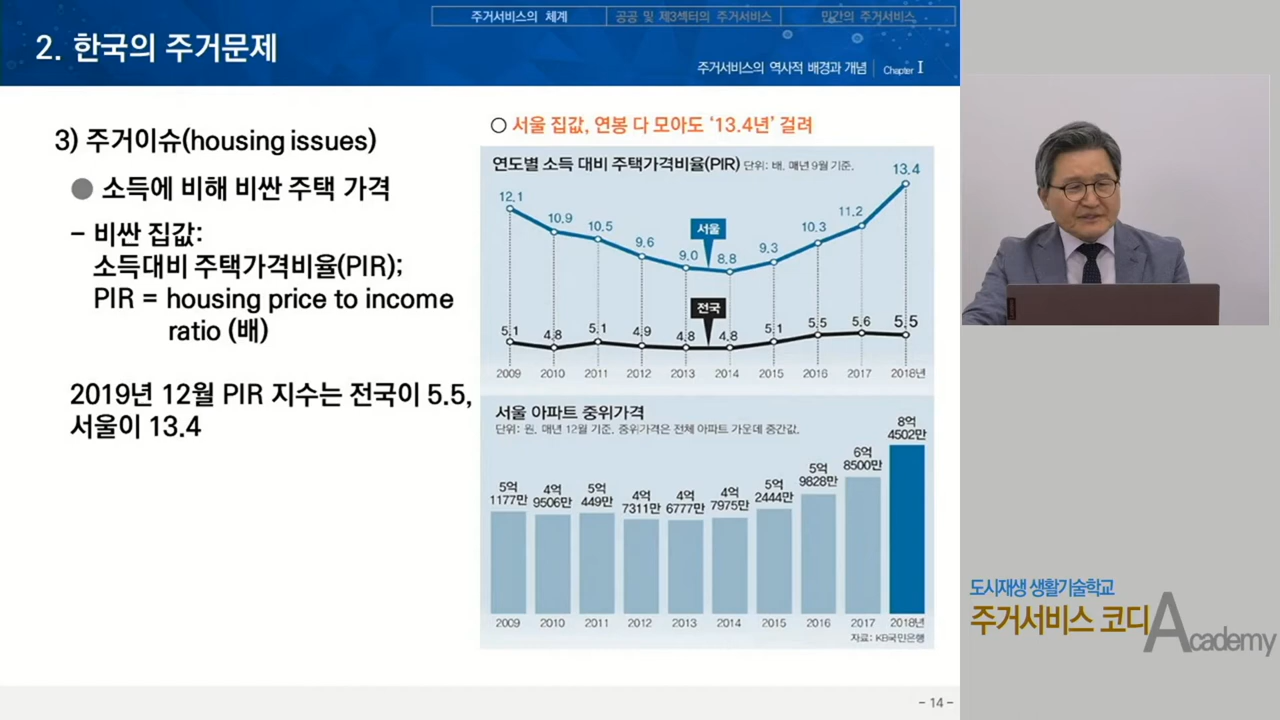 주거서비스의 체계
공공 및 제3섹터의 주거서비스
민간의 주거서비스
2. 한국의 주거문제
주거서비스의 역사적 배경과 개념 Chapter I
3) 주거이슈(housing issues)
● 소득에 비해 비싼 주택 가격
– 비싼 집값:
소득대비 주택가격비율(PIR);
PIR = housing price to income
ratio (배)
2019년 12월 PIR 지수는 전국이 5.5,
서울이 13.4
○ 서울 집값, 연봉 다 모아도 ‘13.4년’ 걸려
연도별 소득 대비 주택가격비율(PIR) 단위: 배, 매년 9월 기준.
12.1 10.9 10.5 9.6 9.0 8.8 9.3 10.3 11.2 13.4
서울
전국
5.1 4.8 5.1 4.9 4.8 4.8 5.1 5.5 5.6 5.5
2009 2010 2011 2012 2013 2014 2015 2016 2017 2018년
서울 아파트 중위가격
단위: 원, 매년 12월 기준. 중위가격은 전체 아파트 가운데 중간값.
5억 1177만
4억 9506만
5억 449만
4억 7311만
4억 6777만
4억 7975만
5억 2444만
5억 9828만
6억 8500만
8억 4502만
2009 2010 2011 2012 2013 2014 2015 2016 2017 2018년
자료: KB국민은행
- 14 -
도시재생 생활기술학교
주거서비스 코디 Academy